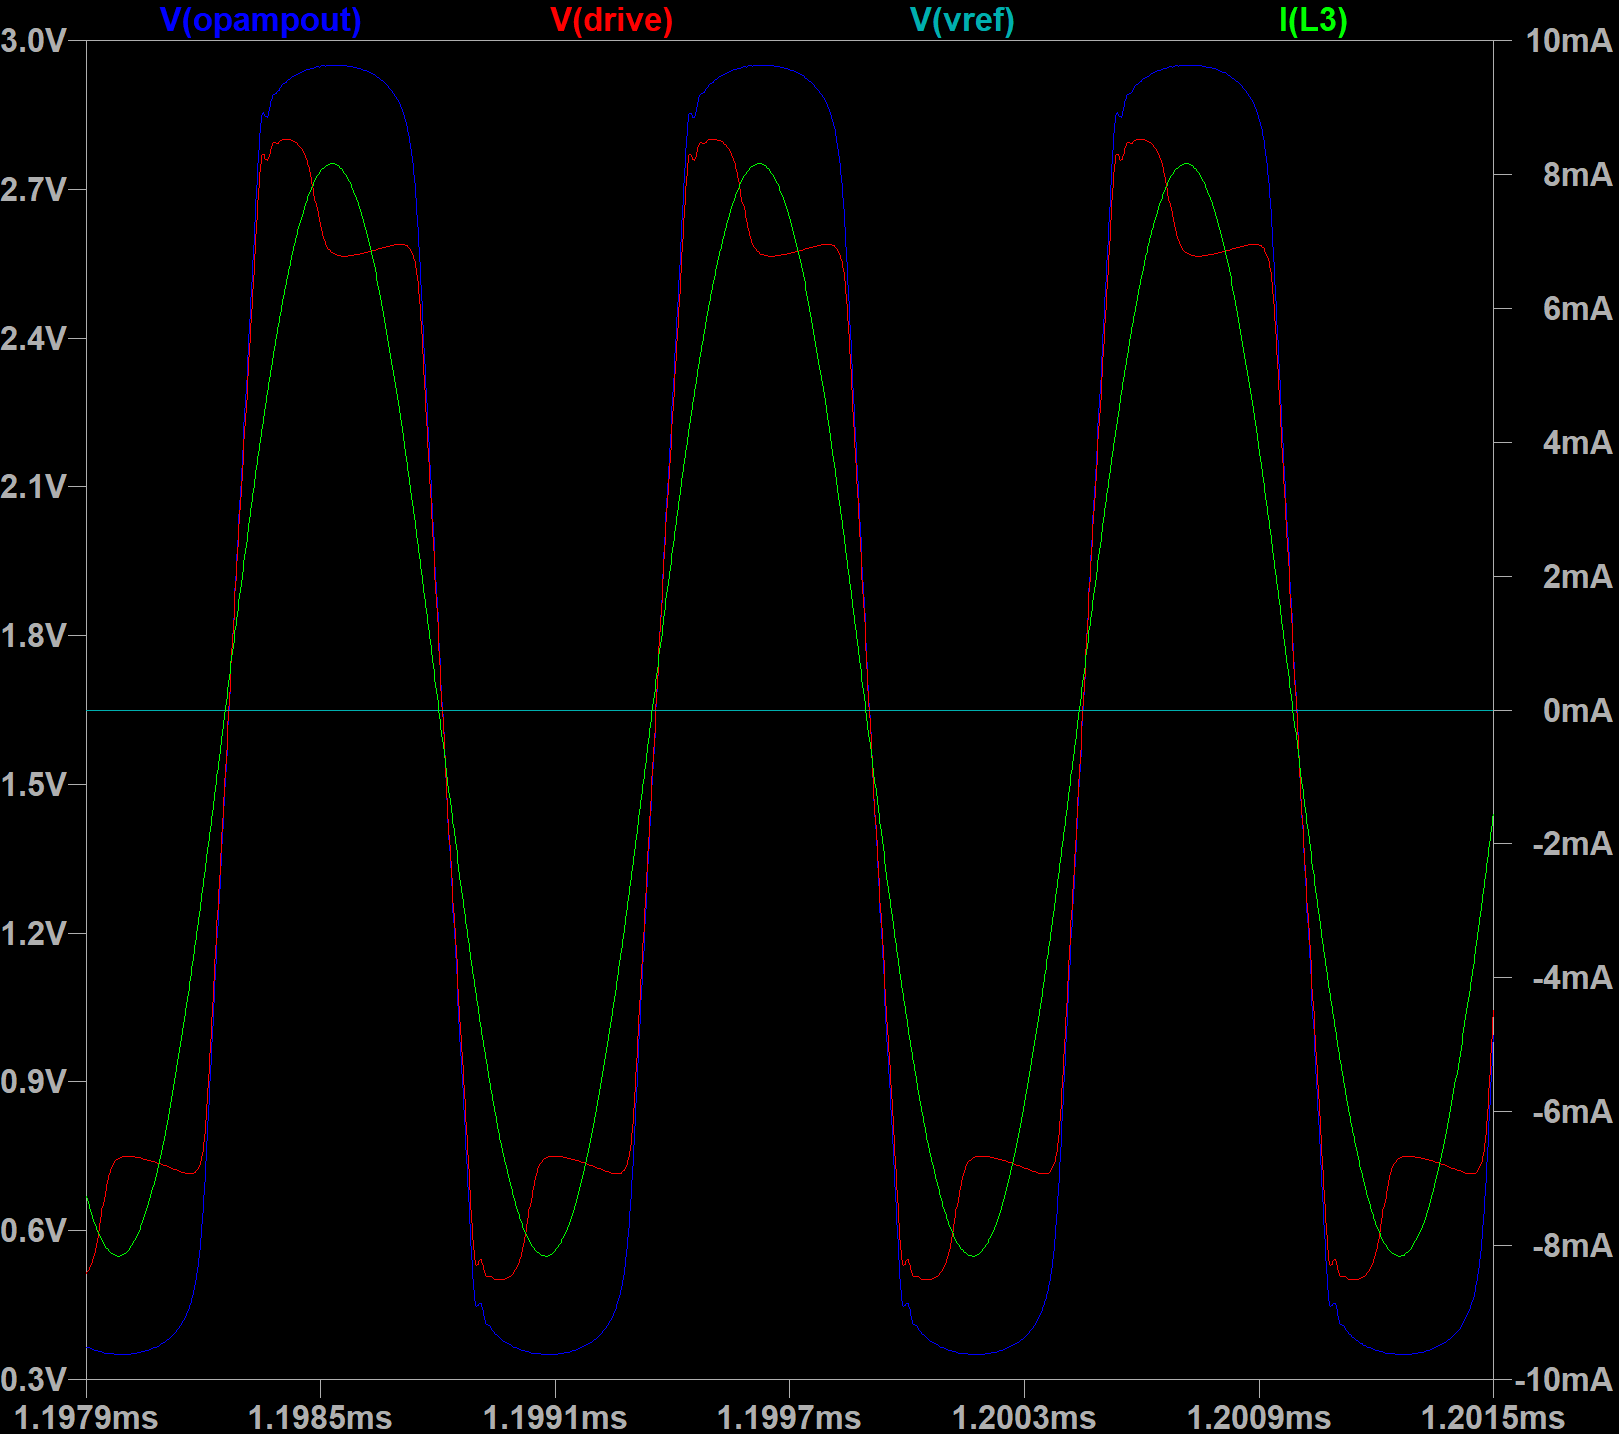 V(opampout) V(drive) V(vref) I(L3)
3.0V 10mA
2.7V 8mA
2.4V 6mA
2.1V 4mA
1.8V 2mA
1.5V 0mA
1.2V -2mA
0.9V -4mA
0.6V -6mA
0.3V -8mA
-10mA
1.1979ms 1.1985ms 1.1991ms 1.1997ms 1.2003ms 1.2009ms 1.2015ms